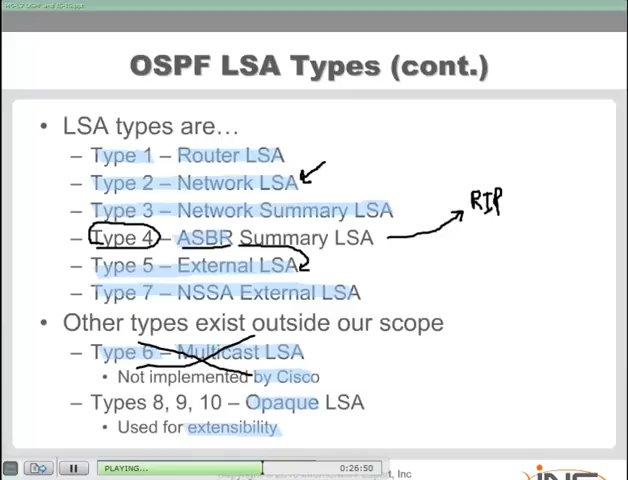 OSPF LSA Types (cont.)
• LSA types are…
– Type 1 – Router LSA
– Type 2 – Network LSA
– Type 3 – Network Summary LSA
RIP
– Type 4 – ASBR Summary LSA
– Type 5 – External LSA
– Type 7 – NSSA External LSA
• Other types exist outside our scope
– Type 6 – Multicast LSA
• Not implemented by Cisco
– Types 8, 9, 10 – Opaque LSA
• Used for extensibility
PLAYING...
0:26:50